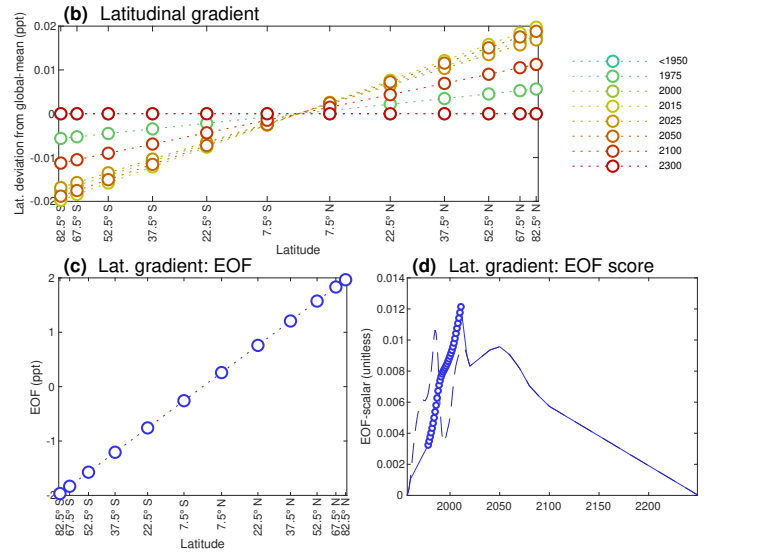 (b) Latitudinal gradient
Lat. deviation from global-mean (ppt)
0.02
0.01
0
-0.01
-0.02
82.5° S
67.5° S
52.5° S
37.5° S
22.5° S
7.5° S
7.5° N
22.5° N
37.5° N
52.5° N
67.5° N
82.5° N
Latitude
<1950
1975
2000
2015
2025
2050
2100
2300
(c) Lat. gradient: EOF
EOF (ppt)
2
1
0
-1
-2
82.5° S
67.5° S
52.5° S
37.5° S
22.5° S
7.5° S
7.5° N
22.5° N
37.5° N
52.5° N
67.5° N
82.5° N
Latitude
(d) Lat. gradient: EOF score
EOF-scalar (unitless)
0.014
0.012
0.01
0.008
0.006
0.004
0.002
0
2000
2050
2100
2150
2200